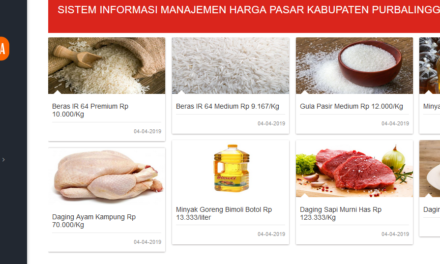 SISTEM INFORMASI MANAJEMEN HARGA PASAR KABUPATEN PURBALINGG
A
Beras IR 64 Premium Rp
10.000/Kg
04-04-2019
Beras IR 64 Medium Rp 9.167/Kg
04-04-2019
Gula Pasir Medium Rp 12.000/Kg
04-04-2019
Minya
Daging Ayam Kampung Rp
70.000/Kg
04-04-2019
Minyak Goreng Bimoli Botol Rp
13.333/liter
04-04-2019
Daging Sapi Murni Has Rp
123.333/Kg
04-04-2019
Dagin